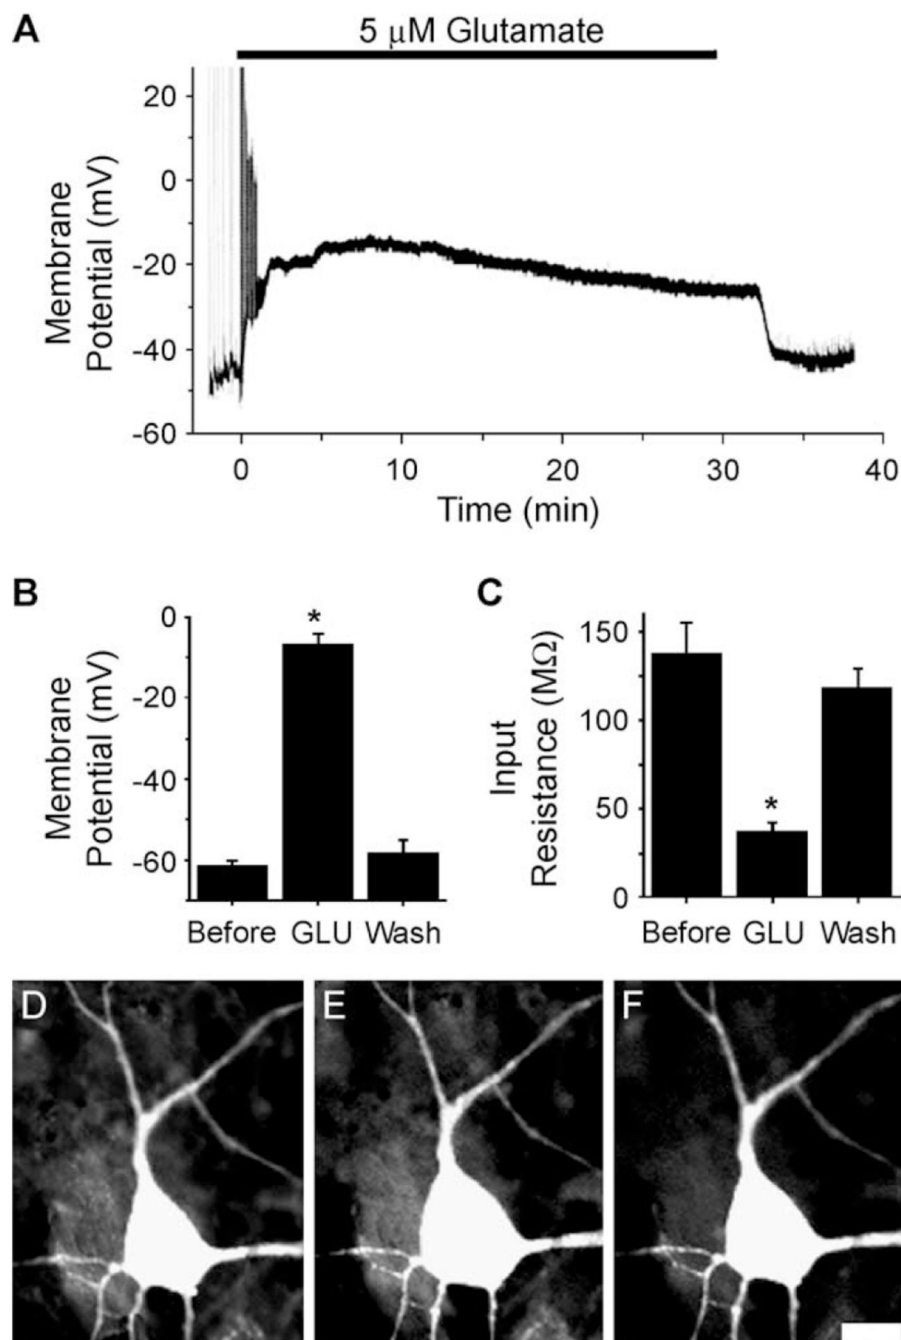 A
5 μM Glutamate
Membrane
Potential (mV)
20
0
-20
-40
-60
0 10 20 30 40
Time (min)
B
Membrane
Potential (mV)
0
-20
-40
-60
*
Before GLU Wash
C
Input
Resistance (MΩ)
150
100
50
0
*
Before GLU Wash
D E F